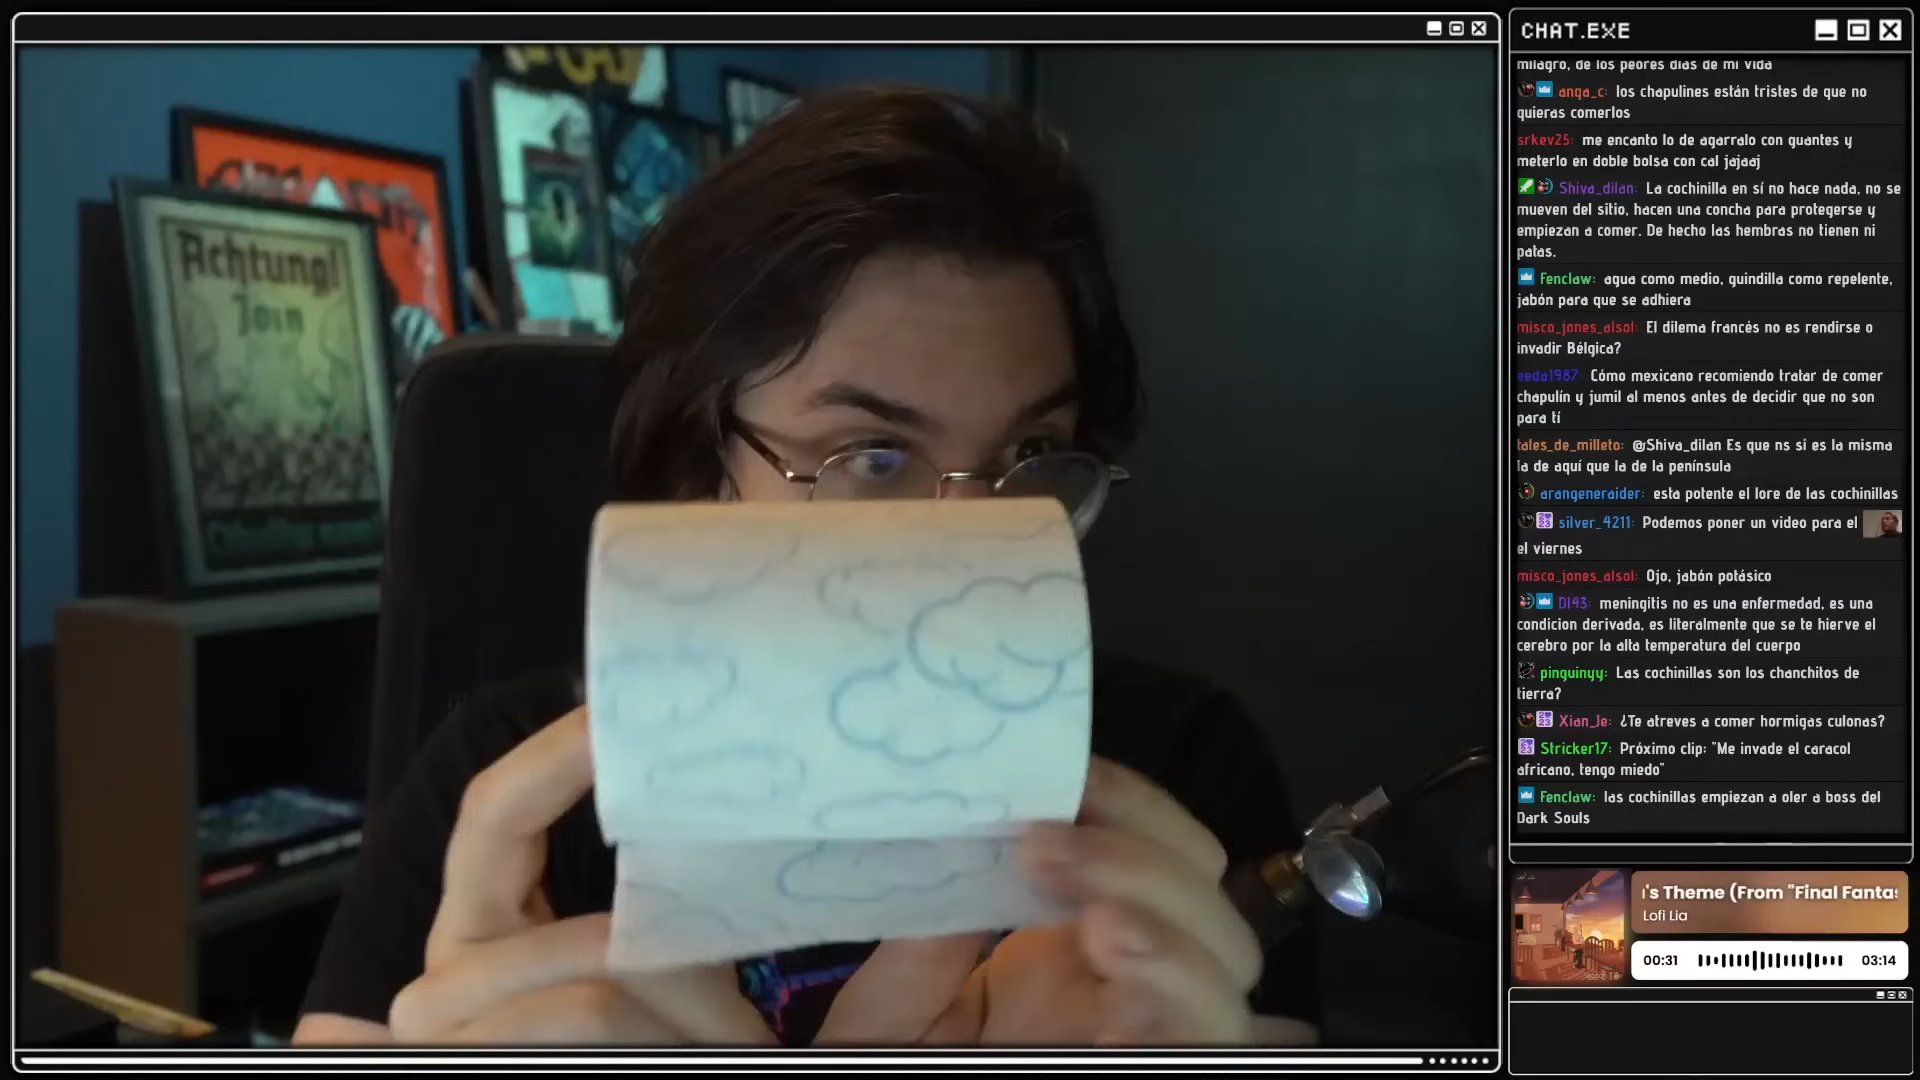 Achtung!
Join
CHAT.EXE
milagro, de los peores días de mi vida
anga_c: los chapulines están tristes de que no
quieras comerlos
srkev25: me encanto lo de agarralo con guantes y
meterlo en doble bolsa con cal jajaaj
Shiva_dilan: La cochinilla en sí no hace nada, no se
mueven del sitio, hacen una concha para protegerse y
empiezan a comer. De hecho las hembras no tienen ni
patas.
Fenclaw: agua como medio, guindilla como repelente,
jabón para que se adhiera
misco_jones_alsol: El dilema francés no es rendirse o
invadir Bélgica?
eeda1987: Cómo mexicano recomiendo tratar de comer
chapulín y jumil al menos antes de decidir que no son
para tí
tales_de_milleto: @Shiva_dilan Es que ns si es la misma
la de aquí que la de la península
arangeneraider: esta potente el lore de las cochinillas
silver_4211: Podemos poner un video para el
el viernes
misco_jones_alsol: Ojo, jabón potásico
D143: meningitis no es una enfermedad, es una
condicion derivada, es literalmente que se te hierve el
cerebro por la alta temperatura del cuerpo
pinguinyy: Las cochinillas son los chanchitos de
tierra?
Xian_Je: ¿Te atreves a comer hormigas culonas?
Stricker17: Próximo clip: "Me invade el caracol
africano, tengo miedo"
Fenclaw: las cochinillas empiezan a oler a boss del
Dark Souls
's Theme (From "Final Fantas
Lofi Lia
00:31
03:14